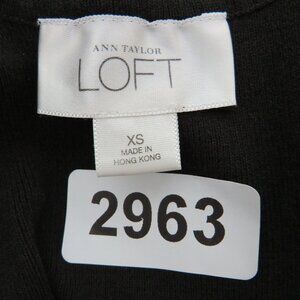 ANN TAYLOR
LOFT
XS
MADE IN
HONG KONG
2963